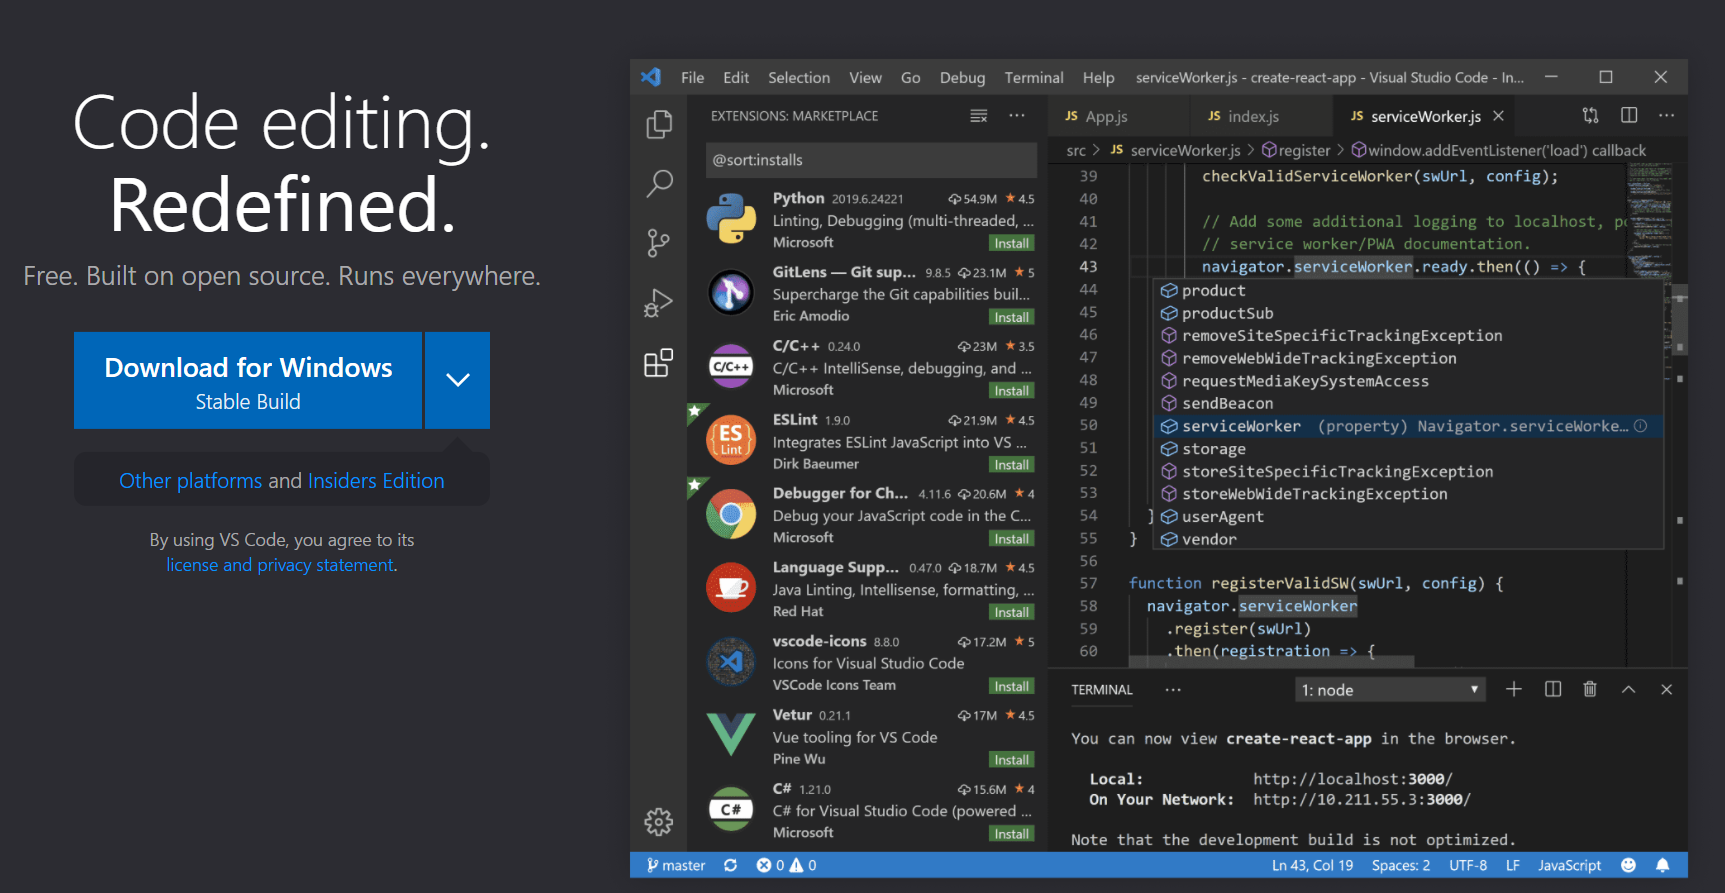 Code editing.
Redefined.
Free. Built on open source. Runs everywhere.
Download for Windows
Stable Build
Other platforms and Insiders Edition
By using VS Code, you agree to its
license and privacy statement.
File Edit Selection View Go Debug Terminal Help serviceWorker.js - create-react-app - Visual Studio Code - In...
EXTENSIONS: MARKETPLACE
@sort:installs
Python 2019.6.24221 54.9M ★ 4.5
Linting, Debugging (multi-threaded, ...
Microsoft Install
GitLens — Git sup... 9.8.5 23.1M ★ 5
Supercharge the Git capabilities buil...
Eric Amodio Install
C/C++
C/C++ 0.24.0 23M ★ 3.5
C/C++ IntelliSense, debugging, and ...
Microsoft Install
ES
Lint
ESLint 1.9.0 21.9M ★ 4.5
Integrates ESLint JavaScript into VS ...
Dirk Baeumer Install
Debugger for Ch... 4.11.6 20.6M ★ 4
Debug your JavaScript code in the C...
Microsoft Install
Language Supp... 0.47.0 18.7M ★ 4.5
Java Linting, Intellisense, formatting, ...
Red Hat Install
vscode-icons 8.8.0 17.2M ★ 5
Icons for Visual Studio Code
VSCode Icons Team Install
Vetur 0.21.1 17M ★ 4.5
Vue tooling for VS Code
Pine Wu Install
C#
C# 1.21.0 15.6M ★ 4
C# for Visual Studio Code (powered ...
Microsoft Install
JS App.js JS index.js JS serviceWorker.js
src > JS serviceWorker.js > register > window.addEventListener('load') callback
39 checkValidServiceWorker(swUrl, config);
40
41 // Add some additional logging to localhost, po
42 // service worker/PWA documentation.
43 navigator.serviceWorker.ready.then(() => {
44 product
45 productSub
46 removeSiteSpecificTrackingException
47 removeWebWideTrackingException
48 requestMediaKeySystemAccess
49 sendBeacon
50 serviceWorker (property) Navigator.serviceWorke...
51 storage
52 storeSiteSpecificTrackingException
53 storeWebWideTrackingException
54 } userAgent
55 } vendor
56
57 function registerValidSW(swUrl, config) {
58 navigator.serviceWorker
59 .register(swUrl)
60 .then(registration => {
TERMINAL ... 1: node
You can now view create-react-app in the browser.
Local: http://localhost:3000/
On Your Network: http://10.211.55.3:3000/
Note that the development build is not optimized.
master 0 0 Ln 43, Col 19 Spaces: 2 UTF-8 LF JavaScript